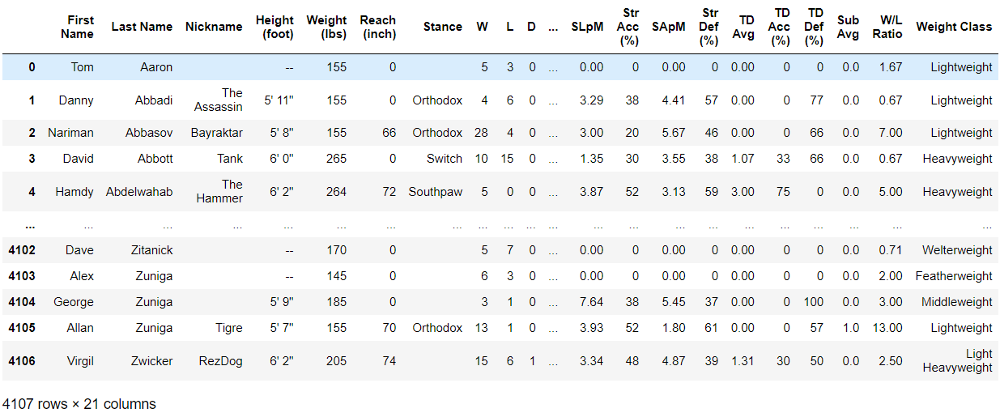 First Name Last Name Nickname Height (foot) Weight (lbs) Reach (inch) Stance W L D ... SLpM Str Acc (%) SApM Str Def (%) TD Avg TD Acc (%) TD Def (%) Sub Avg W/L Ratio Weight Class
0 Tom Aaron -- 155 0 5 3 0 ... 0.00 0 0.00 0 0.00 0 0 0.0 1.67 Lightweight
1 Danny Abbadi The Assassin 5' 11" 155 0 Orthodox 4 6 0 ... 3.29 38 4.41 57 0.00 0 77 0.0 0.67 Lightweight
2 Nariman Abbasov Bayraktar 5' 8" 155 66 Orthodox 28 4 0 ... 3.00 20 5.67 46 0.00 0 66 0.0 7.00 Lightweight
3 David Abbott Tank 6' 0" 265 0 Switch 10 15 0 ... 1.35 30 3.55 38 1.07 33 66 0.0 0.67 Heavyweight
4 Hamdy Abdelwahab The Hammer 6' 2" 264 72 Southpaw 5 0 0 ... 3.87 52 3.13 59 3.00 75 0 0.0 5.00 Heavyweight
... ... ... ... ... ... ... ... ... ... ... ... ... ... ... ... ... ... ... ... ... ...
4102 Dave Zitanick -- 170 0 5 7 0 ... 0.00 0 0.00 0 0.00 0 0 0.0 0.71 Welterweight
4103 Alex Zuniga -- 145 0 6 3 0 ... 0.00 0 0.00 0 0.00 0 0 0.0 2.00 Featherweight
4104 George Zuniga 5' 9" 185 0 3 1 0 ... 7.64 38 5.45 37 0.00 0 100 0.0 3.00 Middleweight
4105 Allan Zuniga Tigre 5' 7" 155 70 Orthodox 13 1 0 ... 3.93 52 1.80 61 0.00 0 57 1.0 13.00 Lightweight
4106 Virgil Zwicker RezDog 6' 2" 205 74 15 6 1 ... 3.34 48 4.87 39 1.31 30 50 0.0 2.50 Light Heavyweight
4107 rows × 21 columns